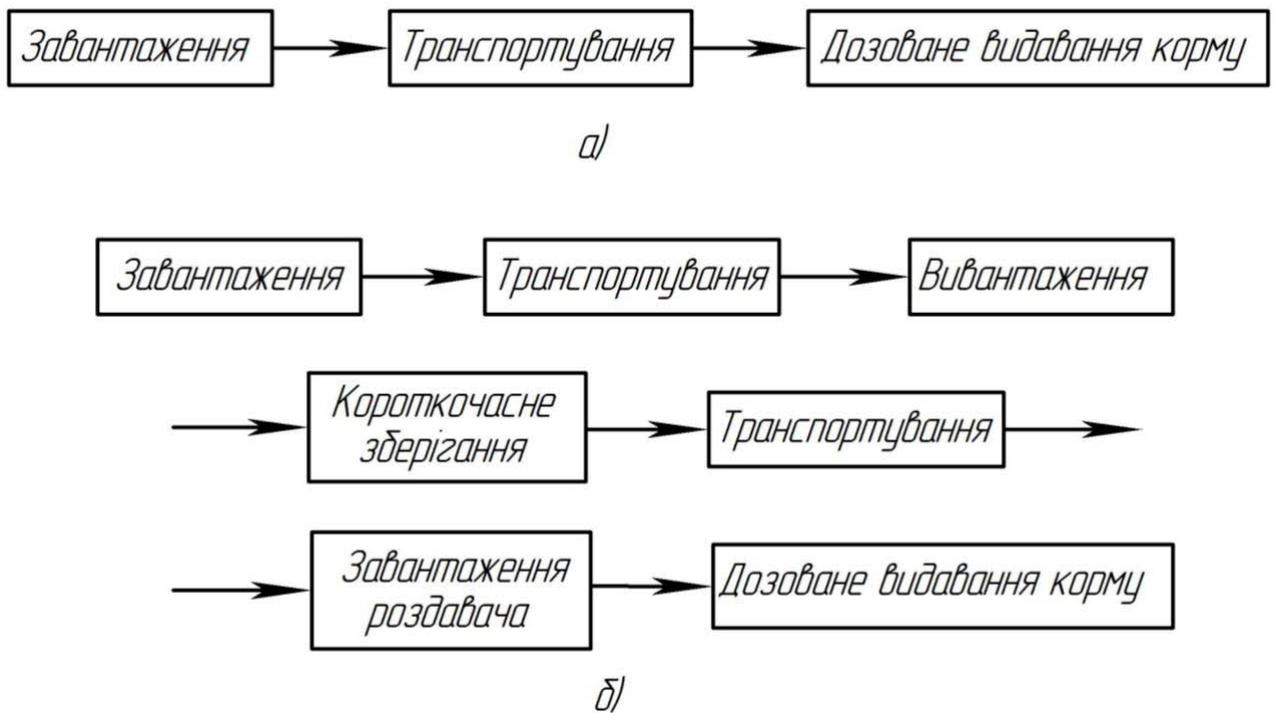 Завантаження Транспортування Дозоване видавання корму
а)
Завантаження Транспортування Вивантаження
Короткочасне
зберігання
Транспортування
Завантаження
роздавача
Дозоване видавання корму
б)